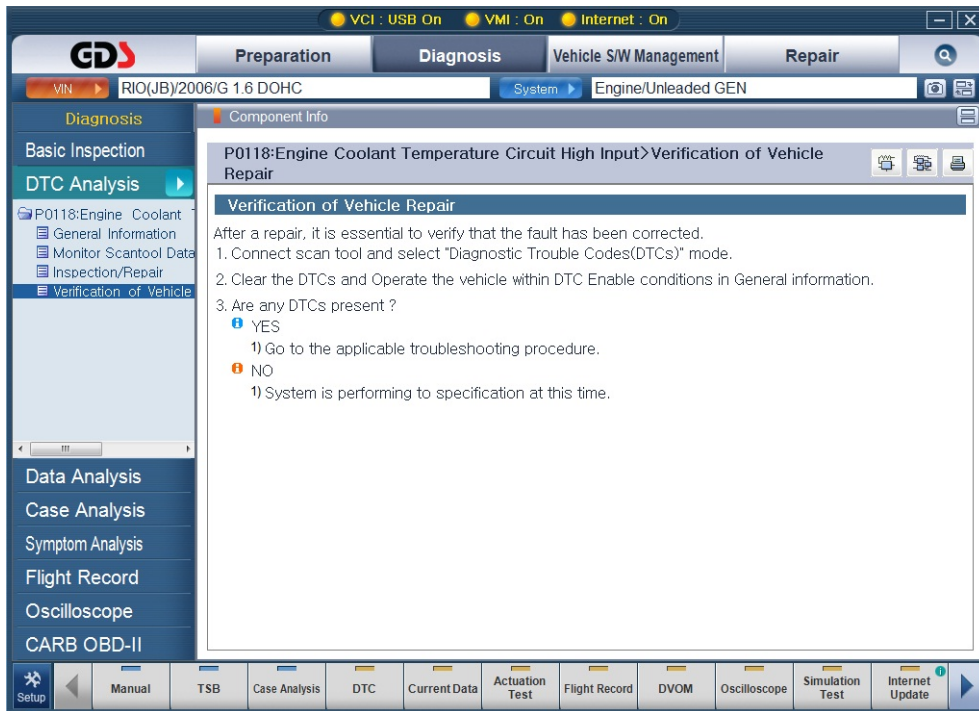 VCI : USB On VMI : On Internet : On
GDS Preparation Diagnosis Vehicle S/W Management Repair
VIN RIO(JB)/2006/G 1.6 DOHC System Engine/Unleaded GEN
Diagnosis
Basic Inspection
DTC Analysis
P0118:Engine Coolant
General Information
Monitor Scantool Data
Inspection/Repair
Verification of Vehicle
Data Analysis
Case Analysis
Symptom Analysis
Flight Record
Oscilloscope
CARB OBD-II
Component Info
P0118:Engine Coolant Temperature Circuit High Input>Verification of Vehicle
Repair
Verification of Vehicle Repair
After a repair, it is essential to verify that the fault has been corrected.
1. Connect scan tool and select "Diagnostic Trouble Codes(DTCs)" mode.
2. Clear the DTCs and Operate the vehicle within DTC Enable conditions in General information.
3. Are any DTCs present ?
YES
1) Go to the applicable troubleshooting procedure.
NO
1) System is performing to specification at this time.
Setup Manual TSB Case Analysis DTC Current Data Actuation Test Flight Record DVOM Oscilloscope Simulation Test Internet Update